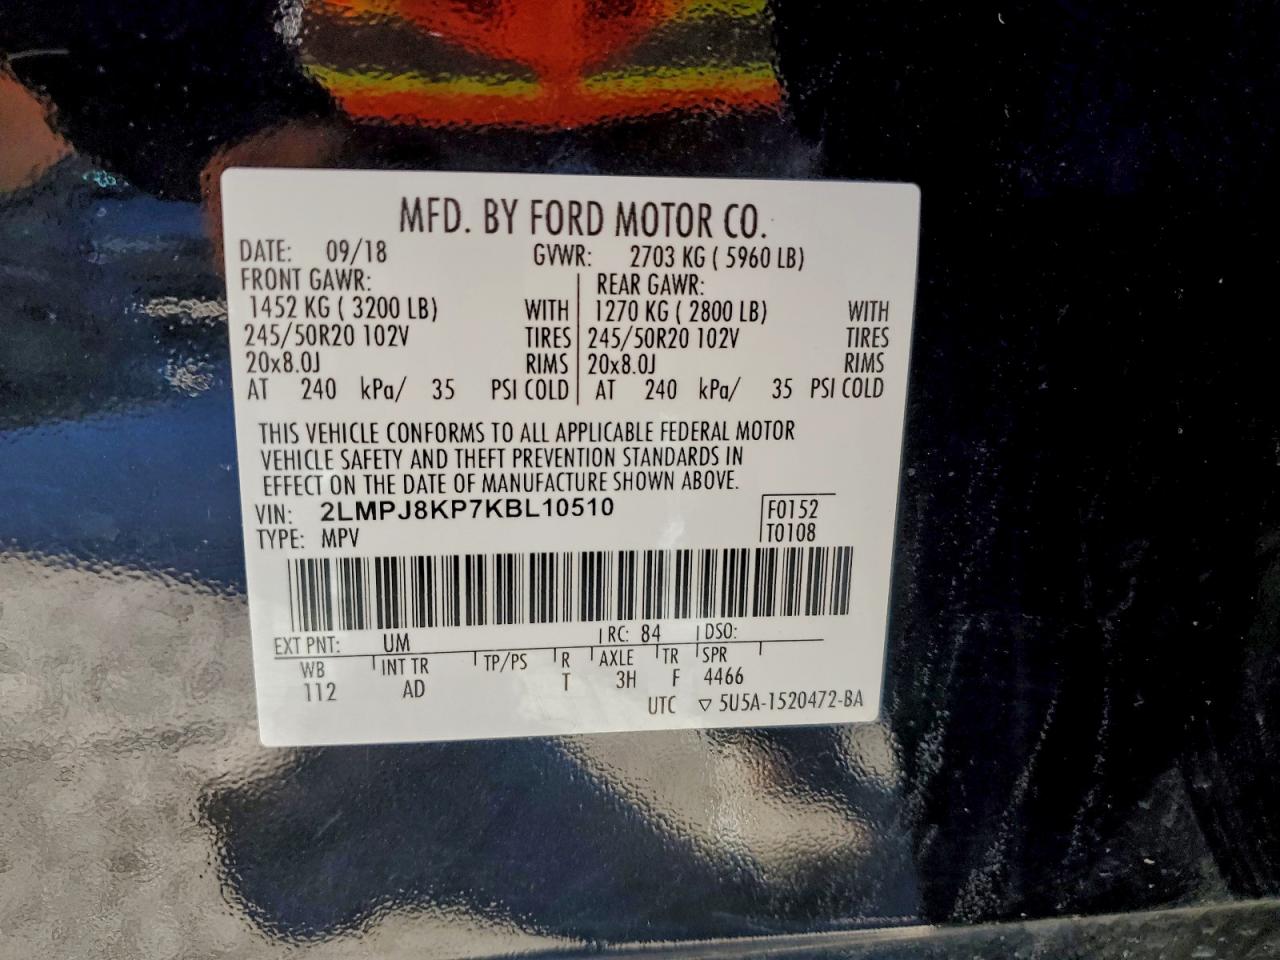 MFD. BY FORD MOTOR CO.
DATE: 09/18 GVWR: 2703 KG ( 5960 LB)
FRONT GAWR: REAR GAWR:
1452 KG ( 3200 LB) WITH 1270 KG ( 2800 LB) WITH
245/50R20 102V TIRES 245/50R20 102V TIRES
20x8.0J RIMS 20x8.0J RIMS
AT 240 kPa/ 35 PSI COLD AT 240 kPa/ 35 PSI COLD
THIS VEHICLE CONFORMS TO ALL APPLICABLE FEDERAL MOTOR
VEHICLE SAFETY AND THEFT PREVENTION STANDARDS IN
EFFECT ON THE DATE OF MANUFACTURE SHOWN ABOVE.
VIN: 2LMPJ8KP7KBL10510 F0152
TYPE: MPV T0108
EXT PNT: UM RC: 84 DSO:
WB INT TR TP/PS R AXLE TR SPR
112 AD T 3H F 4466
UTC ▽ 5U5A-1520472-BA